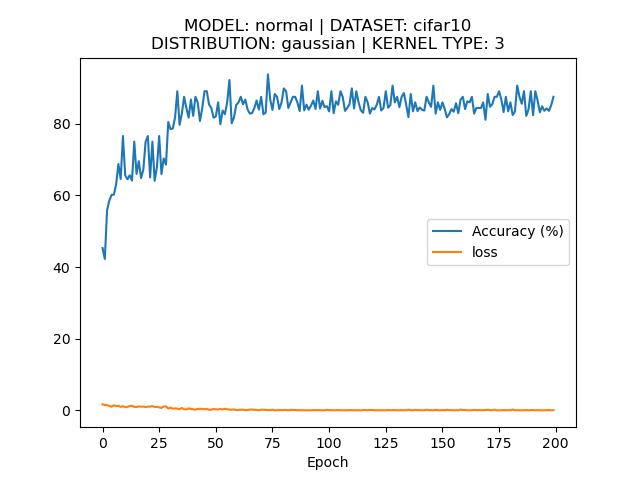 MODEL: normal | DATASET: cifar10
DISTRIBUTION: gaussian | KERNEL TYPE: 3
80
60
40
20
0
Accuracy (%)
loss
0 25 50 75 100 125 150 175 200
Epoch